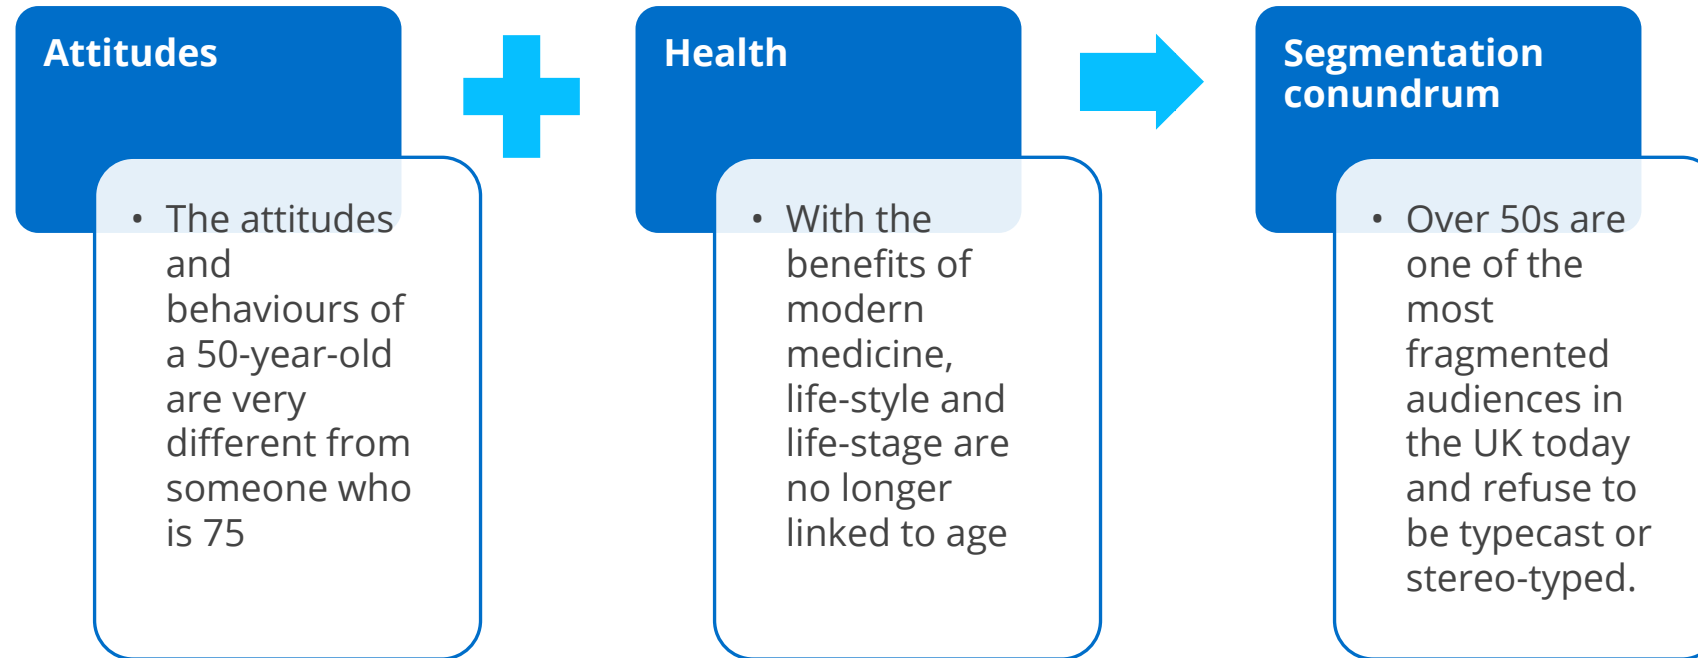 Attitudes
• The attitudes
and
behaviours of
a 50-year-old
are very
different from
someone who
is 75
Health
• With the
benefits of
modern
medicine,
life-style and
life-stage are
no longer
linked to age
Segmentation
conundrum
• Over 50s are
one of the
most
fragmented
audiences in
the UK today
and refuse to
be typecast or
stereo-typed.